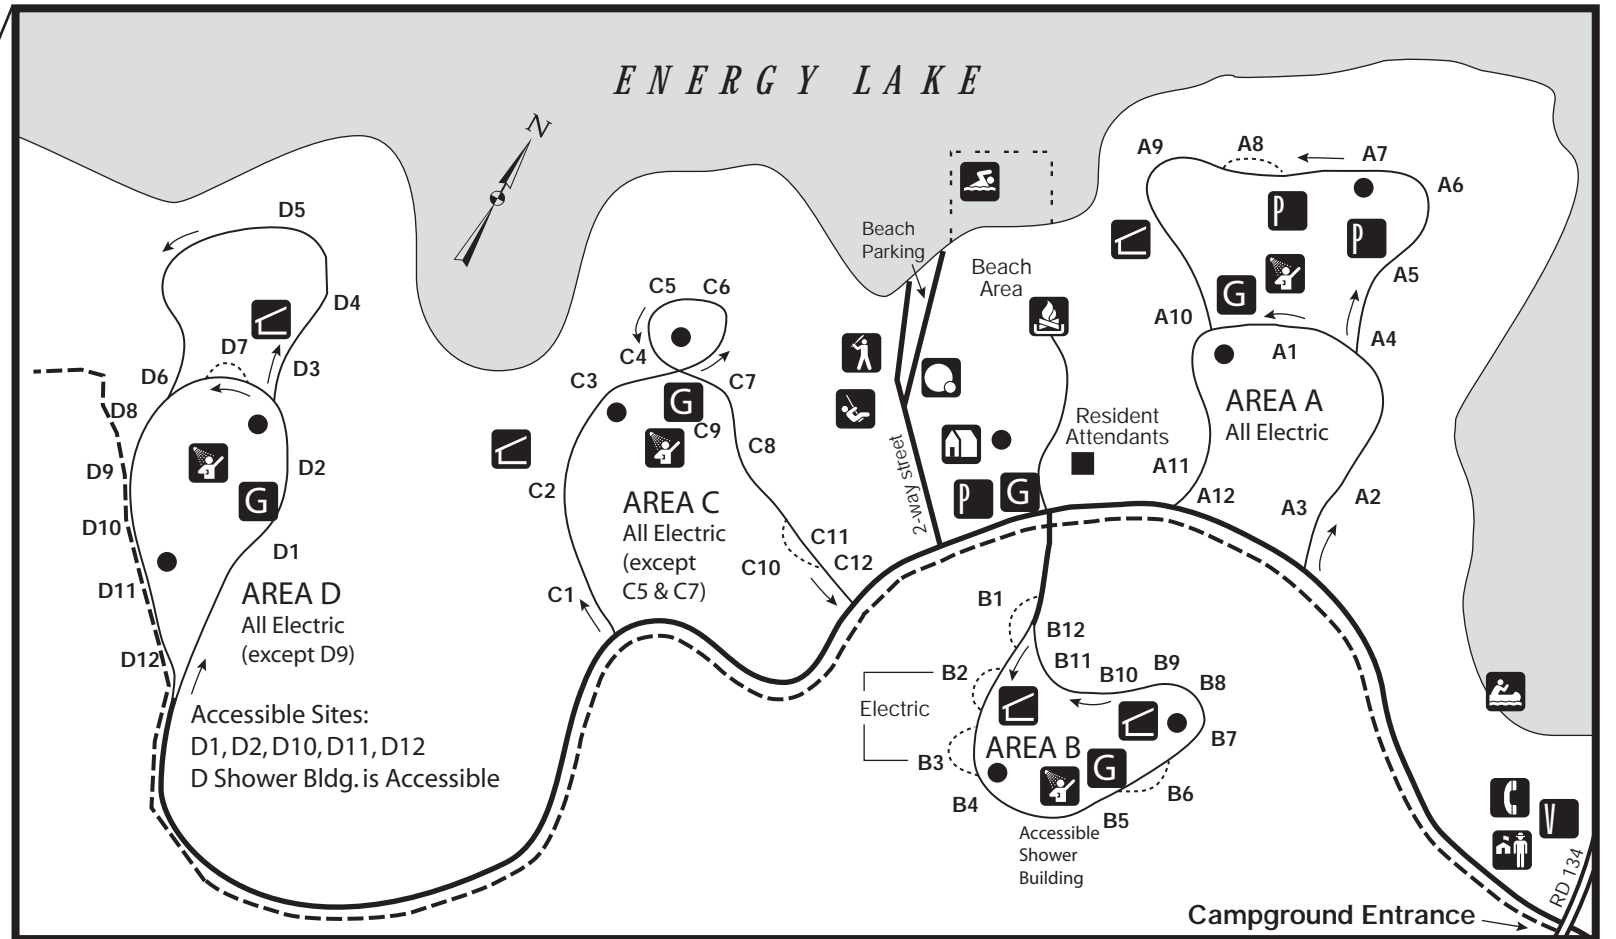 ENERGY LAKE
N
D5
D4
D7
D3
D6
D8
D9
D2
G
D10
D1
D11
D12
AREA D
All Electric
(except D9)
Accessible Sites:
D1, D2, D10, D11, D12
D Shower Bldg. is Accessible
C5
C6
C4
C3
C7
G
C9
C8
C2
AREA C
All Electric
(except
C5 & C7)
C11
C10
C12
C1
Beach
Parking
Beach
Area
2-way street
P
G
Resident
Attendants
A9
A8
A7
A6
P
P
A5
G
A10
A1
A4
AREA A
All Electric
A11
A12
A3
A2
B1
B12
B11
B10
B9
B8
B2
Electric
B7
AREA B
B3
G
B6
B4
B5
Accessible
Shower
Building
V
RD 134
Campground Entrance